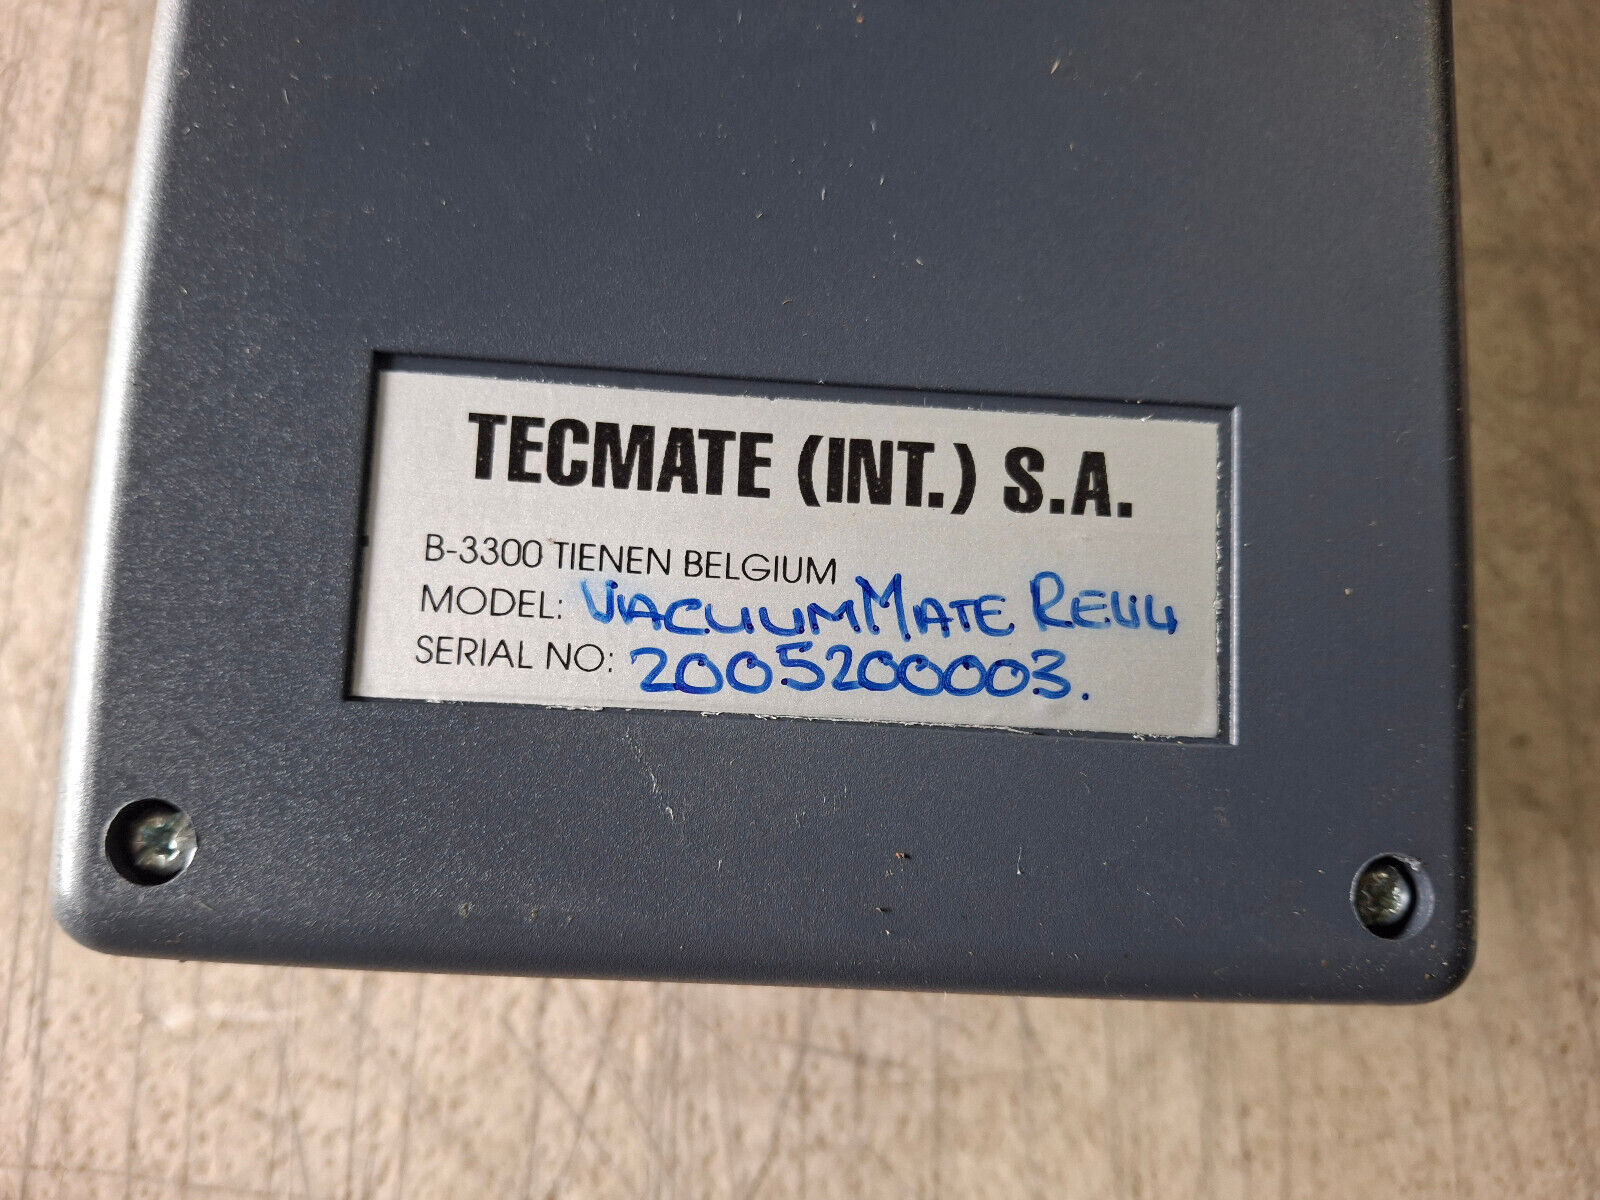 TECMATE (INT.) S.A.
B-3300 TIENEN BELGIUM
MODEL: VACUUMMATE REV4
SERIAL NO: 2005200003.